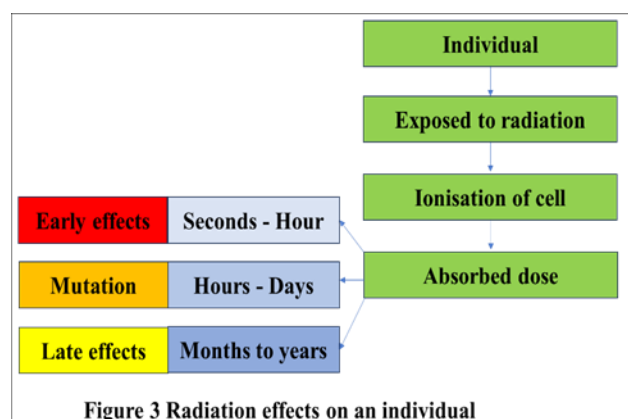 Individual
Exposed to radiation
Ionisation of cell
Absorbed dose
Early effects
Seconds - Hour
Mutation
Hours - Days
Late effects
Months to years
Figure 3 Radiation effects on an individual